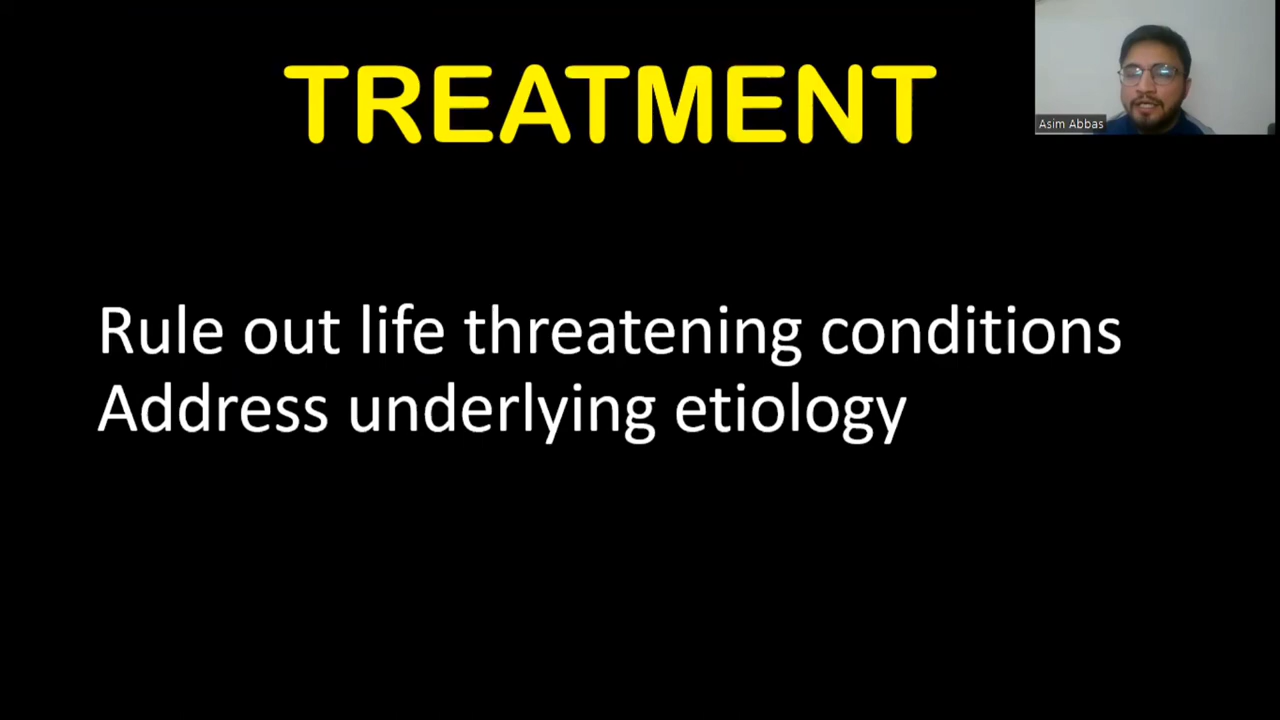 TREATMENT
Asim Abbas
Rule out life threatening conditions
Address underlying etiology